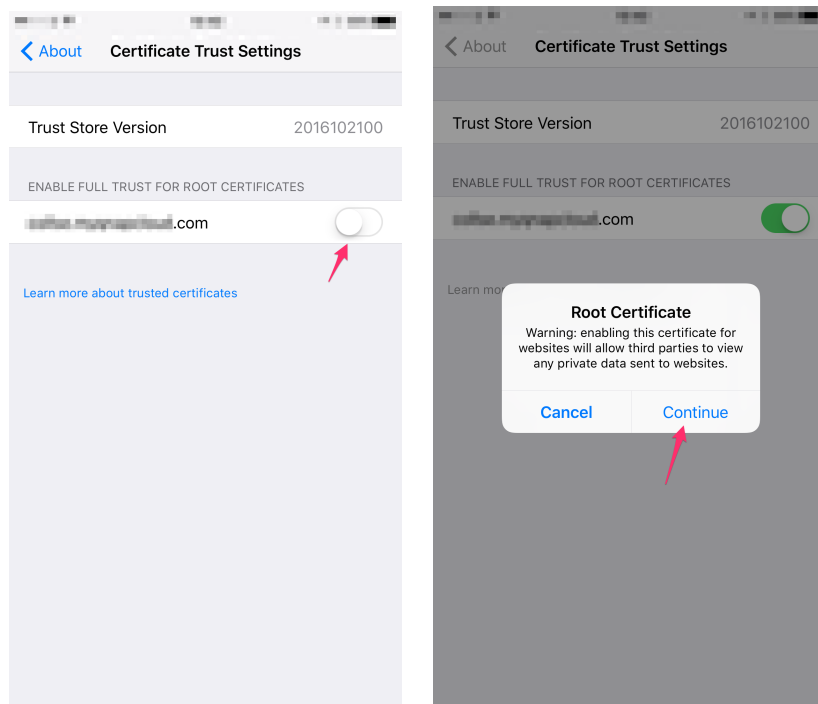 About
Certificate Trust Settings
Trust Store Version
2016102100
ENABLE FULL TRUST FOR ROOT CERTIFICATES
.com
Learn more about trusted certificates
About
Certificate Trust Settings
Trust Store Version
2016102100
ENABLE FULL TRUST FOR ROOT CERTIFICATES
.com
Learn mo
Root Certificate
Warning: enabling this certificate for
websites will allow third parties to view
any private data sent to websites.
Cancel
Continue